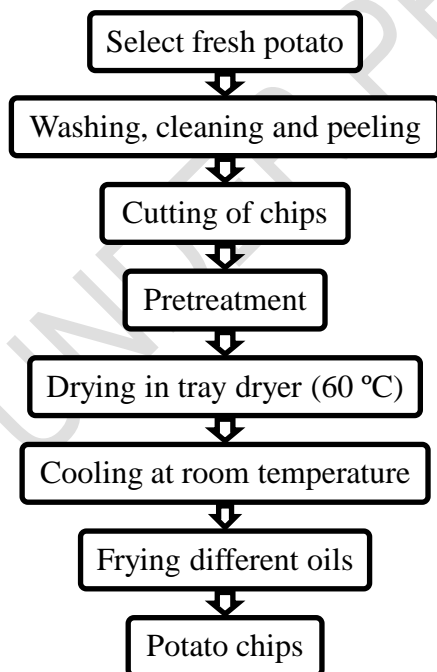 Select fresh potato
Washing, cleaning and peeling
Cutting of chips
Pretreatment
Drying in tray dryer (60 ºC)
Cooling at room temperature
Frying different oils
Potato chips